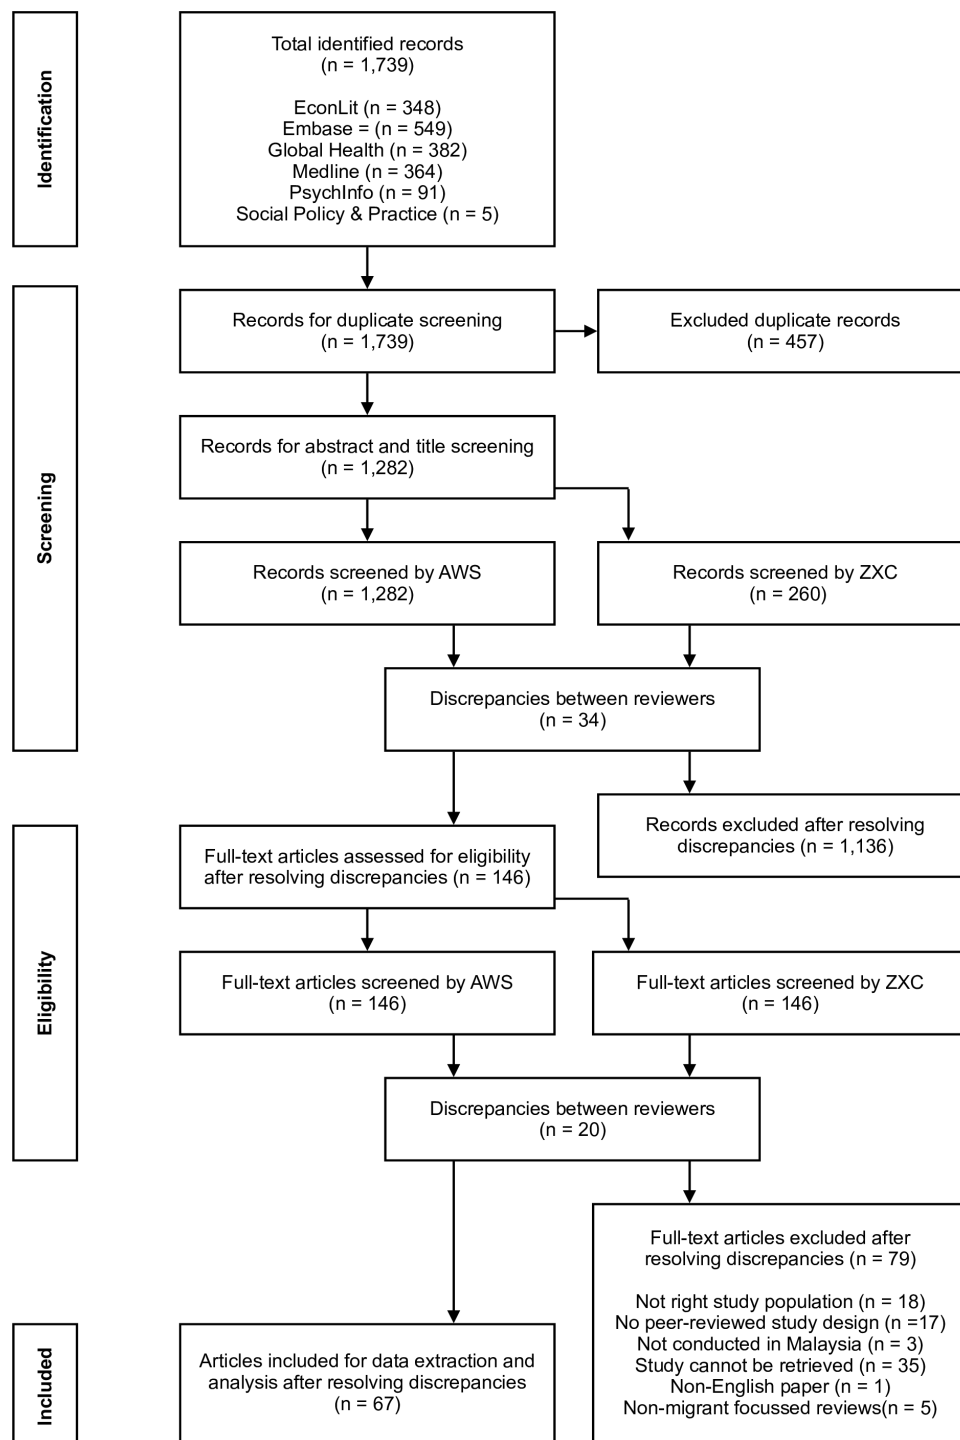 Identification
Total identified records
(n = 1,739)
EconLit (n = 348)
Embase = (n = 549)
Global Health (n = 382)
Medline (n = 364)
PsychInfo (n = 91)
Social Policy & Practice (n = 5)
Screening
Records for duplicate screening
(n = 1,739)
Excluded duplicate records
(n = 457)
Records for abstract and title screening
(n = 1,282)
Records screened by AWS
(n = 1,282)
Records screened by ZXC
(n = 260)
Discrepancies between reviewers
(n = 34)
Records excluded after resolving
discrepancies (n = 1,136)
Eligibility
Full-text articles assessed for eligibility
after resolving discrepancies (n = 146)
Full-text articles screened by AWS
(n = 146)
Full-text articles screened by ZXC
(n = 146)
Discrepancies between reviewers
(n = 20)
Full-text articles excluded after
resolving discrepancies (n = 79)
Not right study population (n = 18)
No peer-reviewed study design (n =17)
Not conducted in Malaysia (n = 3)
Study cannot be retrieved (n = 35)
Non-English paper (n = 1)
Non-migrant focussed reviews(n = 5)
Included
Articles included for data extraction and
analysis after resolving discrepancies
(n = 67)